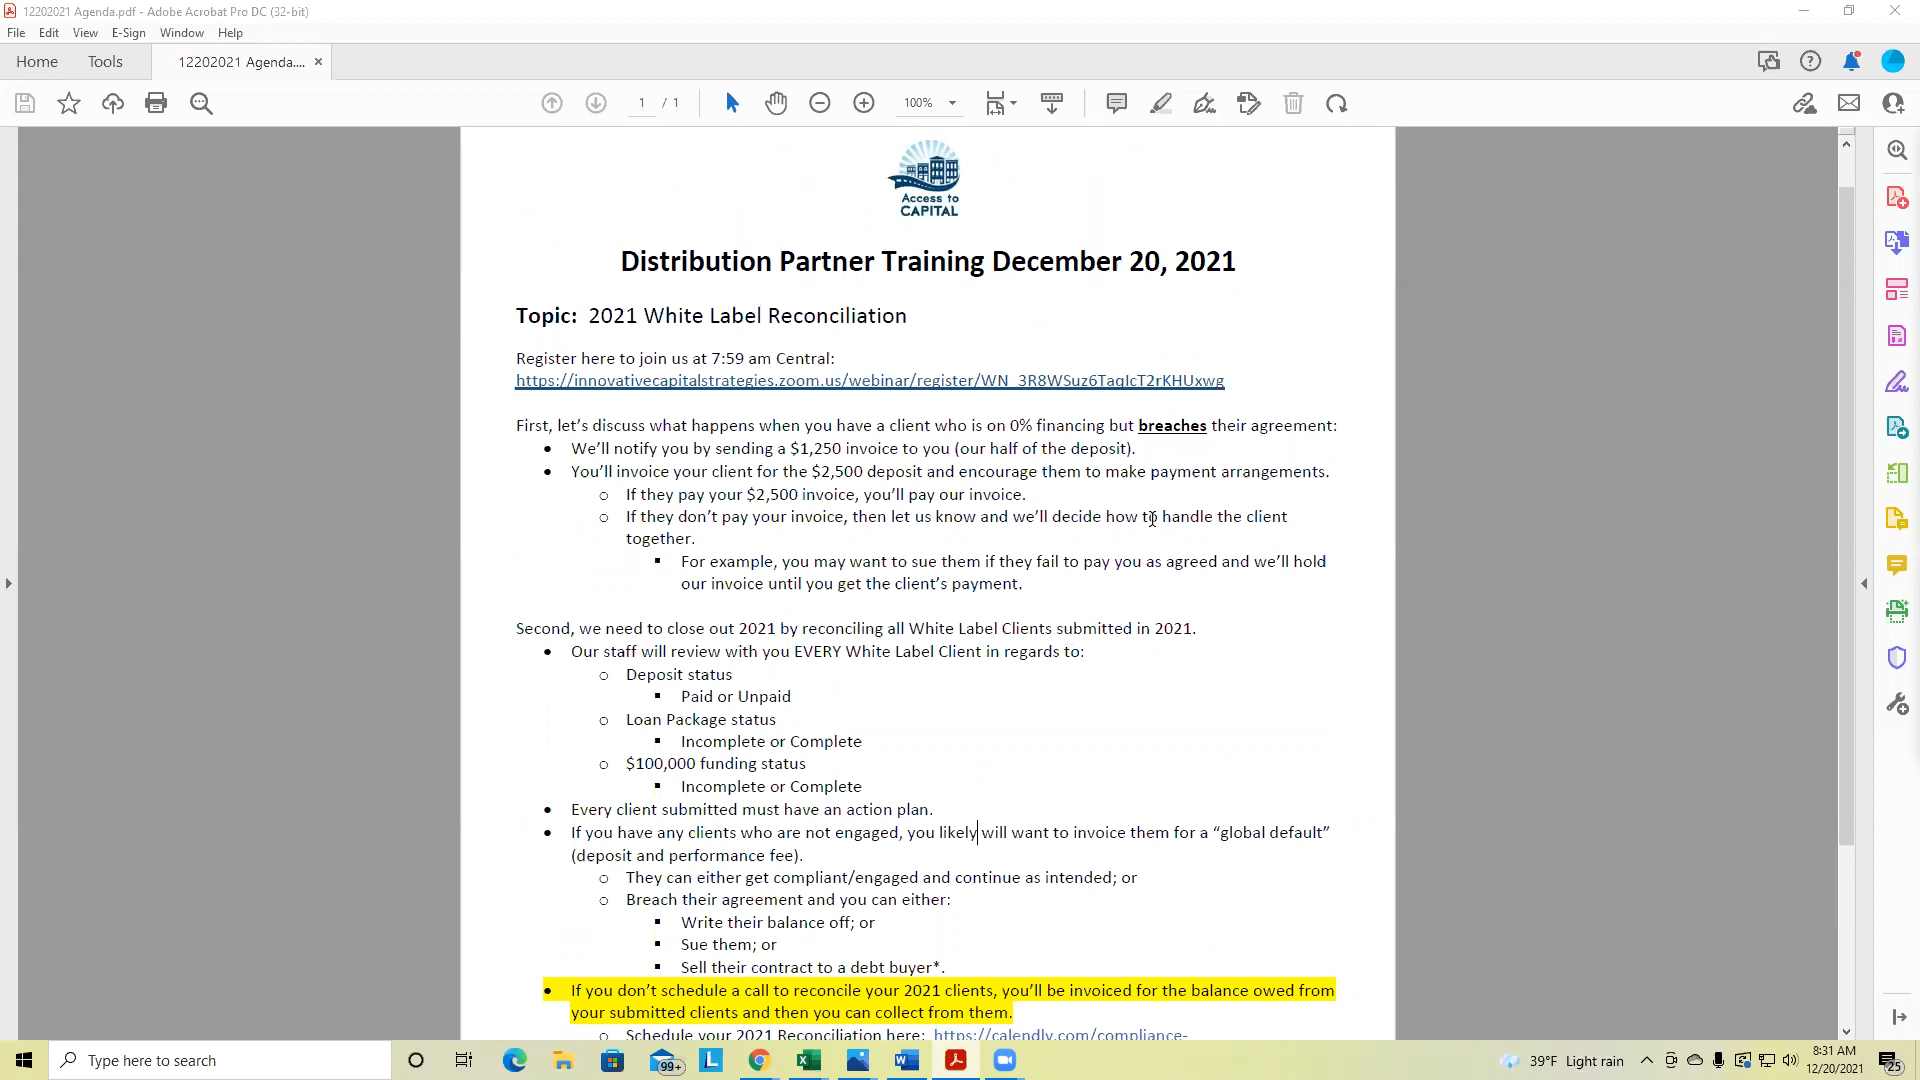 12202021 Agenda.pdf - Adobe Acrobat Pro DC (32-bit)
File Edit View E-Sign Window Help
Home Tools 12202021 Agenda.... ×
1 / 1 100%
Access to
CAPITAL
Distribution Partner Training December 20, 2021
Topic: 2021 White Label Reconciliation
Register here to join us at 7:59 am Central:
https://innovativecapitalstrategies.zoom.us/webinar/register/WN_3R8WSuz6TaqIcT2rKHUxwg
First, let's discuss what happens when you have a client who is on 0% financing but breaches their agreement:
• We'll notify you by sending a $1,250 invoice to you (our half of the deposit).
• You'll invoice your client for the $2,500 deposit and encourage them to make payment arrangements.
o If they pay your $2,500 invoice, you'll pay our invoice.
o If they don't pay your invoice, then let us know and we'll decide how to handle the client
together.
▪ For example, you may want to sue them if they fail to pay you as agreed and we'll hold
our invoice until you get the client's payment.
Second, we need to close out 2021 by reconciling all White Label Clients submitted in 2021.
• Our staff will review with you EVERY White Label Client in regards to:
o Deposit status
▪ Paid or Unpaid
o Loan Package status
▪ Incomplete or Complete
o $100,000 funding status
▪ Incomplete or Complete
• Every client submitted must have an action plan.
• If you have any clients who are not engaged, you likely will want to invoice them for a “global default”
(deposit and performance fee).
o They can either get compliant/engaged and continue as intended; or
o Breach their agreement and you can either:
▪ Write their balance off; or
▪ Sue them; or
▪ Sell their contract to a debt buyer*.
• If you don't schedule a call to reconcile your 2021 clients, you'll be invoiced for the balance owed from
your submitted clients and then you can collect from them.
o Schedule your 2021 Reconciliation here: https://calendly.com/compliance-
Type here to search
99+
39°F Light rain
8:31 AM
12/20/2021
25